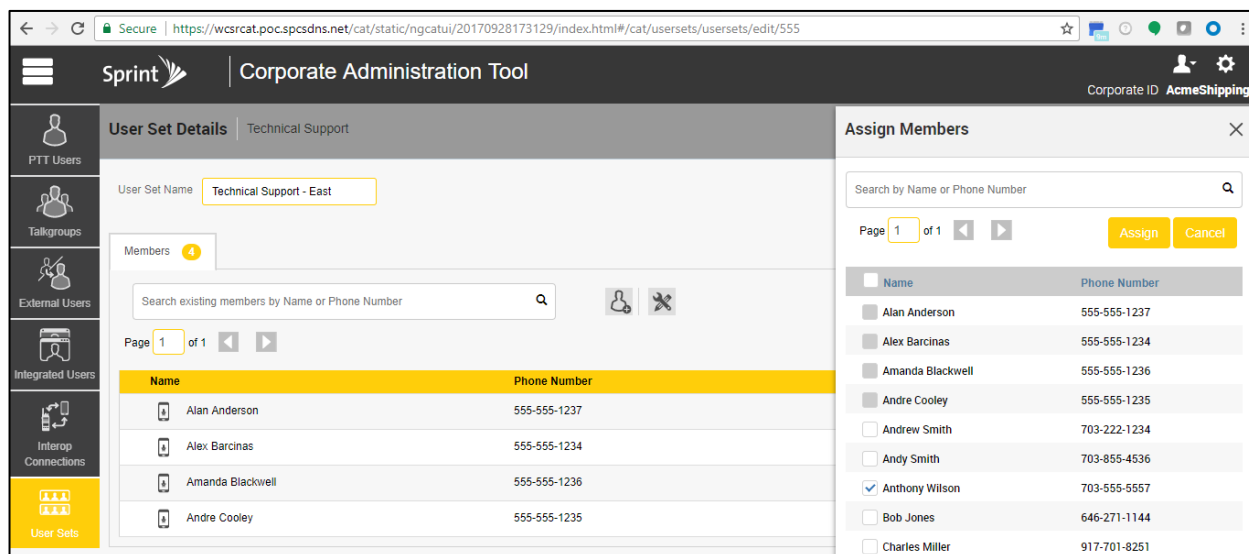 Secure | https://wcsrcat.poc.spcsdns.net/cat/static/ngcatui/20170928173129/index.html#/cat/usersets/usersets/edit/555
Sprint Corporate Administration Tool
Corporate ID AcmeShipping
PTT Users
Talkgroups
External Users
Integrated Users
Interop
Connections
User Sets
User Set Details Technical Support
User Set Name Technical Support - East
Members 4
Search existing members by Name or Phone Number
Page 1 of 1
Name Phone Number
Alan Anderson 555-555-1237
Alex Barcinas 555-555-1234
Amanda Blackwell 555-555-1236
Andre Cooley 555-555-1235
Assign Members
Search by Name or Phone Number
Page 1 of 1 Assign Cancel
Name Phone Number
Alan Anderson 555-555-1237
Alex Barcinas 555-555-1234
Amanda Blackwell 555-555-1236
Andre Cooley 555-555-1235
Andrew Smith 703-222-1234
Andy Smith 703-855-4536
Anthony Wilson 703-555-5557
Bob Jones 646-271-1144
Charles Miller 917-701-8251